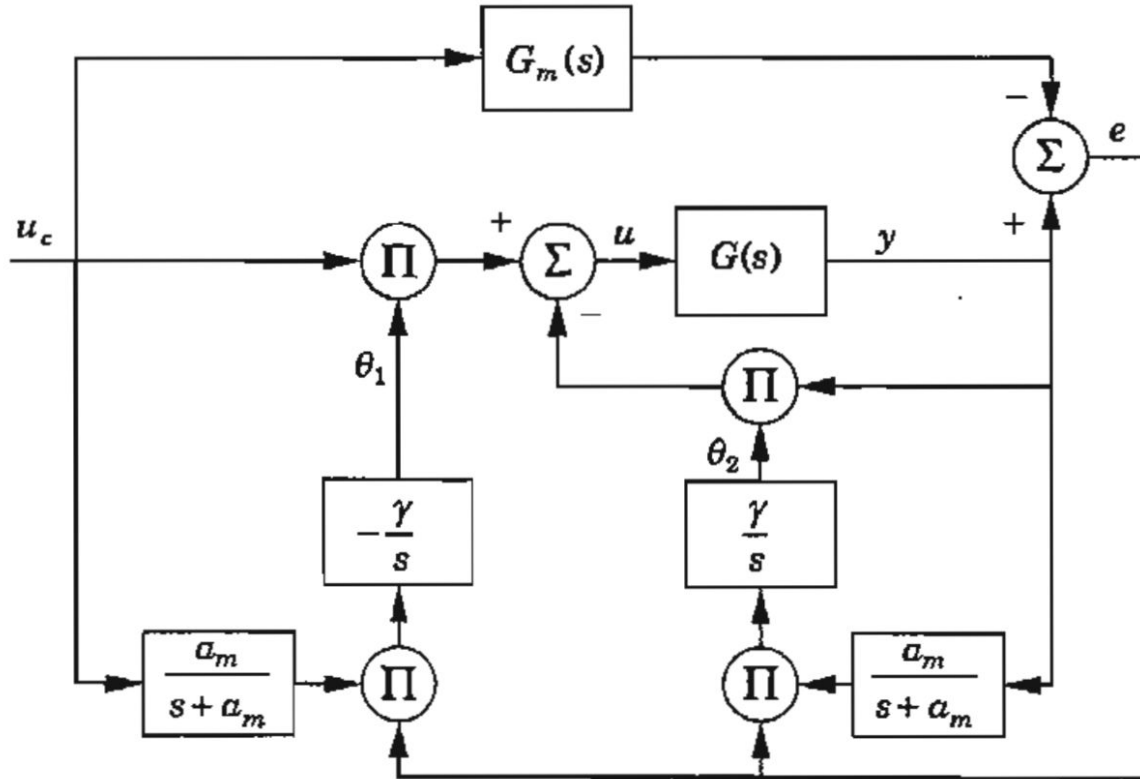 G_m(s)
−
e
Σ
u_c
+
u
+
Π
Σ
G(s)
y
−
θ_1
Π
θ_2
− γ/s
γ/s
a_m/(s + a_m)
Π
Π
a_m/(s + a_m)